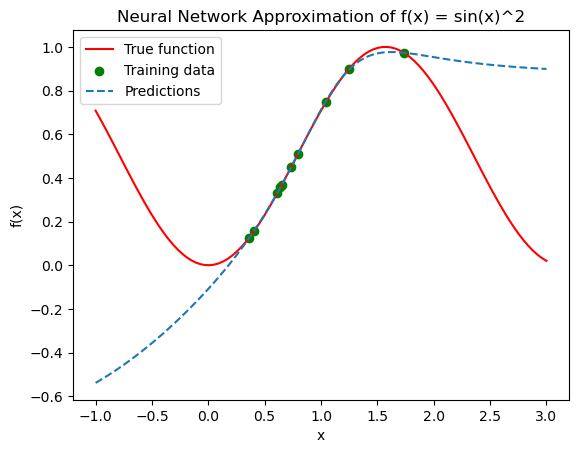 Neural Network Approximation of f(x) = sin(x)^2
True function
Training data
Predictions
f(x)
1.0
0.8
0.6
0.4
0.2
0.0
−0.2
−0.4
−0.6
−1.0 −0.5 0.0 0.5 1.0 1.5 2.0 2.5 3.0
x